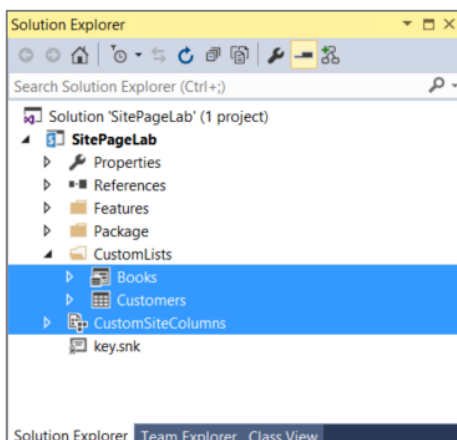 Solution Explorer
Search Solution Explorer (Ctrl+;)
Solution 'SitePageLab' (1 project)
SitePageLab
Properties
References
Features
Package
CustomLists
Books
Customers
CustomSiteColumns
key.snk
Solution Explorer Team Explorer Class View